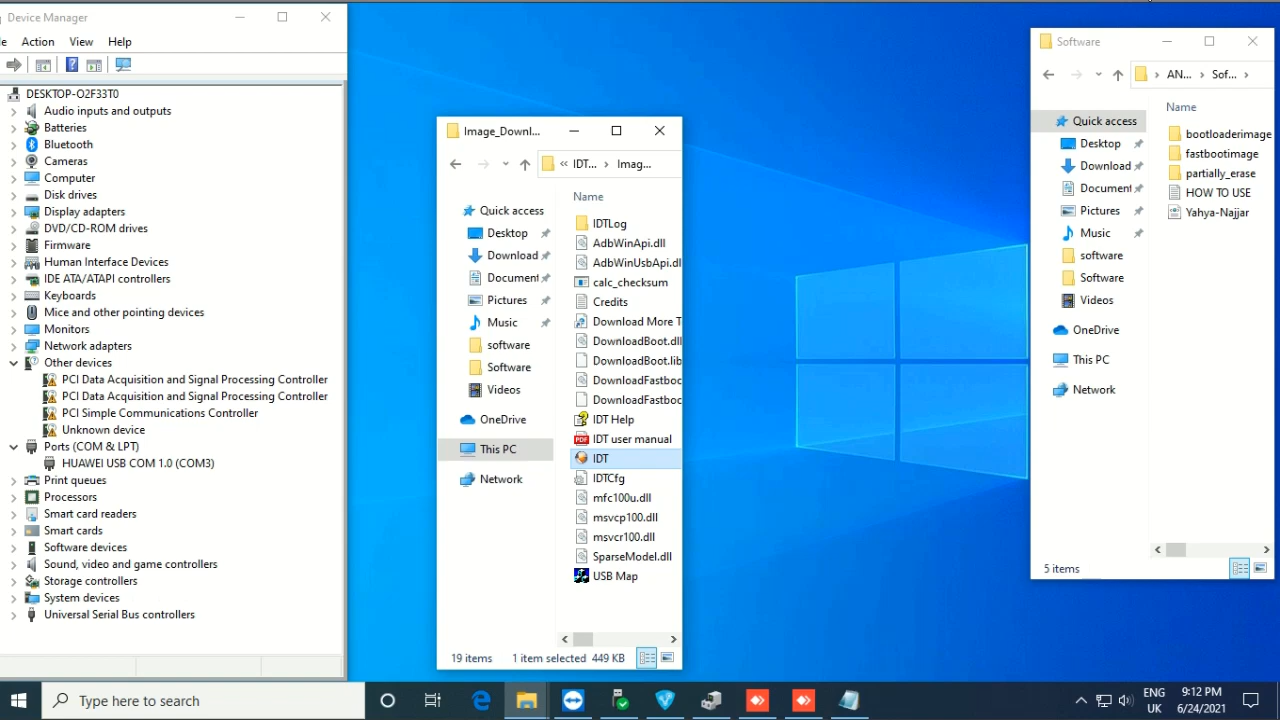 Device Manager
Action View Help
DESKTOP-O2F33T0
Audio inputs and outputs
Batteries
Bluetooth
Cameras
Computer
Disk drives
Display adapters
DVD/CD-ROM drives
Firmware
Human Interface Devices
IDE ATA/ATAPI controllers
Keyboards
Mice and other pointing devices
Monitors
Network adapters
Other devices
PCI Data Acquisition and Signal Processing Controller
PCI Data Acquisition and Signal Processing Controller
PCI Simple Communications Controller
Unknown device
Ports (COM & LPT)
HUAWEI USB COM 1.0 (COM3)
Print queues
Processors
Smart card readers
Smart cards
Software devices
Sound, video and game controllers
Storage controllers
System devices
Universal Serial Bus controllers
Image_Downl...
« IDT... › Imag...
Name
Quick access
Desktop
Download
Document
Pictures
Music
software
Software
Videos
OneDrive
This PC
Network
IDTLog
AdbWinApi.dll
AdbWinUsbApi.dll
calc_checksum
Credits
Download More T
DownloadBoot.dll
DownloadBoot.lib
DownloadFastboc
DownloadFastboc
IDT Help
IDT user manual
IDT
IDTCfg
mfc100u.dll
msvcp100.dll
msvcr100.dll
SparseModel.dll
USB Map
19 items 1 item selected 449 KB
Software
› AN... › Sof... ›
Name
Quick access
Desktop
Download
Document
Pictures
Music
software
Software
Videos
OneDrive
This PC
Network
bootloaderimage
fastbootimage
partially_erase
HOW TO USE
Yahya-Najjar
5 items
Type here to search
ENG
UK
9:12 PM
6/24/2021